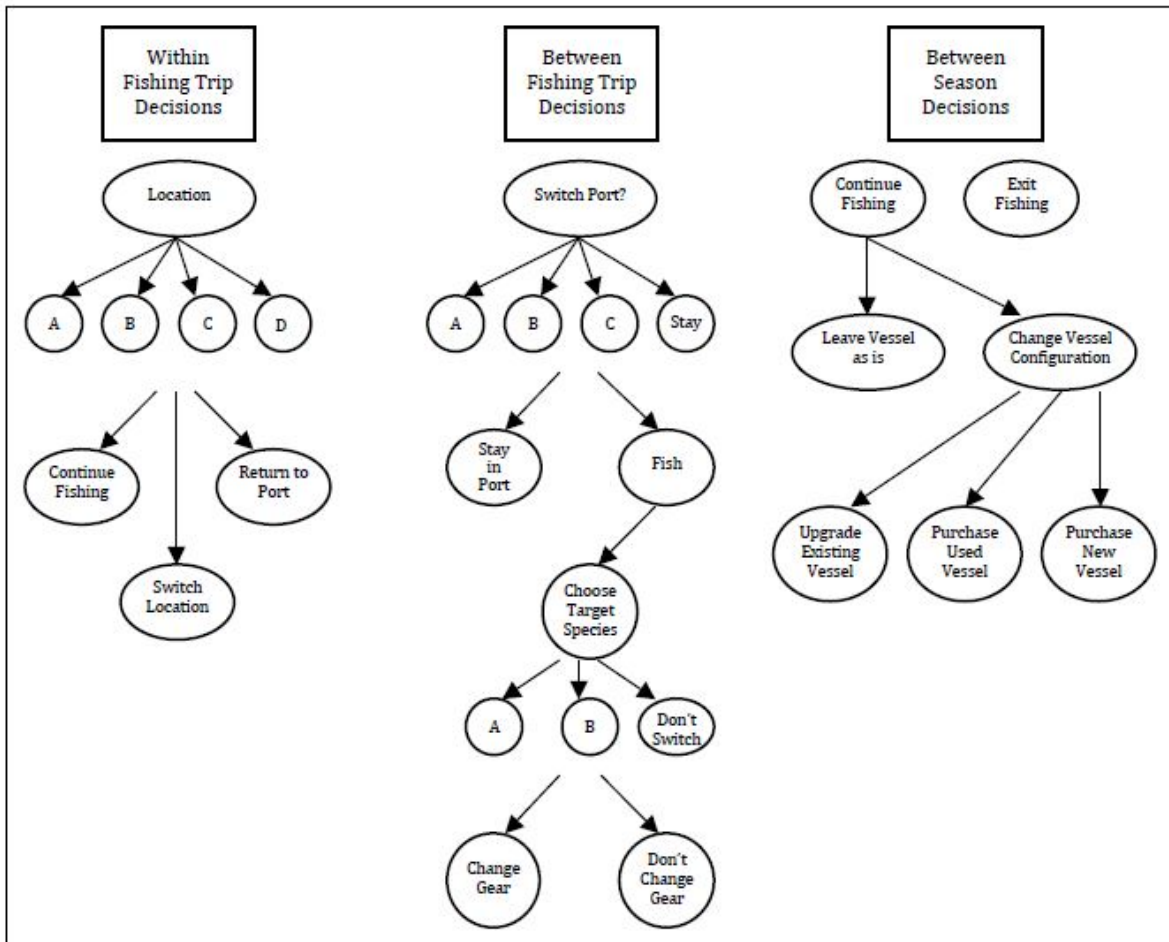 Within
Fishing Trip
Decisions
Location
A
B
C
D
Continue
Fishing
Return to
Port
Switch
Location
Between
Fishing Trip
Decisions
Switch Port?
A
B
C
Stay
Stay
in
Port
Fish
Choose
Target
Species
A
B
Don't
Switch
Change
Gear
Don't
Change
Gear
Between
Season
Decisions
Continue
Fishing
Exit
Fishing
Leave Vessel
as is
Change Vessel
Configuration
Upgrade
Existing
Vessel
Purchase
Used
Vessel
Purchase
New
Vessel